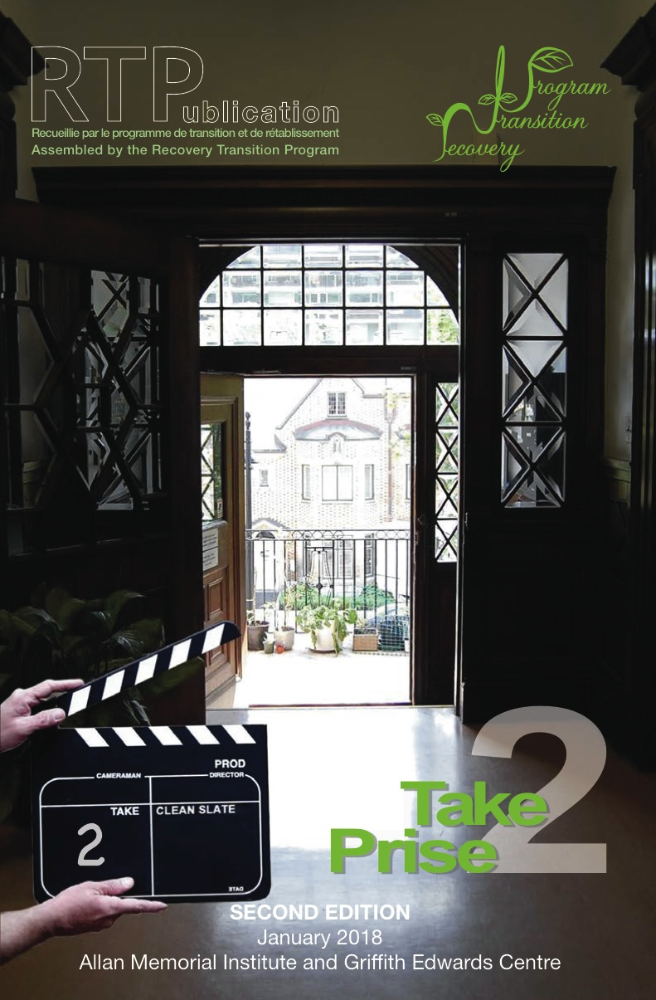 RTPublication
Recueillie par le programme de transition et de rétablissement
Assembled by the Recovery Transition Program
Program
Transition
Recovery
PROD
CAMERAMAN
DIRECTOR
TAKE
CLEAN SLATE
2
DATE
Take
Prise
2
SECOND EDITION
January 2018
Allan Memorial Institute and Griffith Edwards Centre